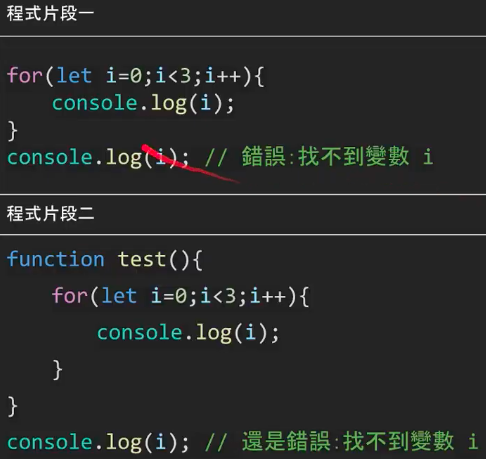 程式片段一
for(let i=0;i<3;i++){
    console.log(i);
}
console.log(i); // 錯誤:找不到變數 i
程式片段二
function test(){
    for(let i=0;i<3;i++){
        console.log(i);
    }
}
console.log(i); // 還是錯誤:找不到變數 i